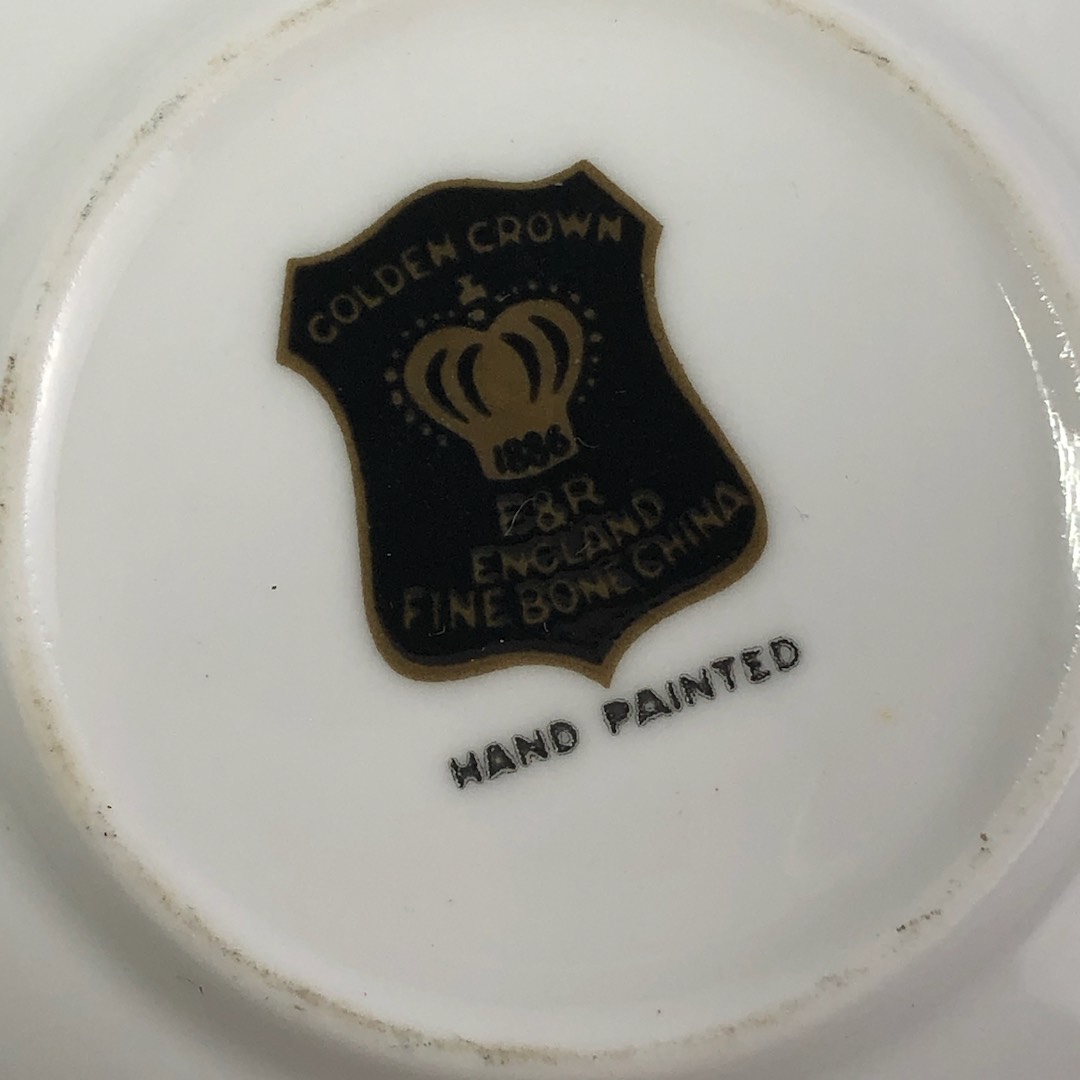 GOLDEN CROWN
1886
E&R
ENGLAND
FINE BONE CHINA
HAND PAINTED